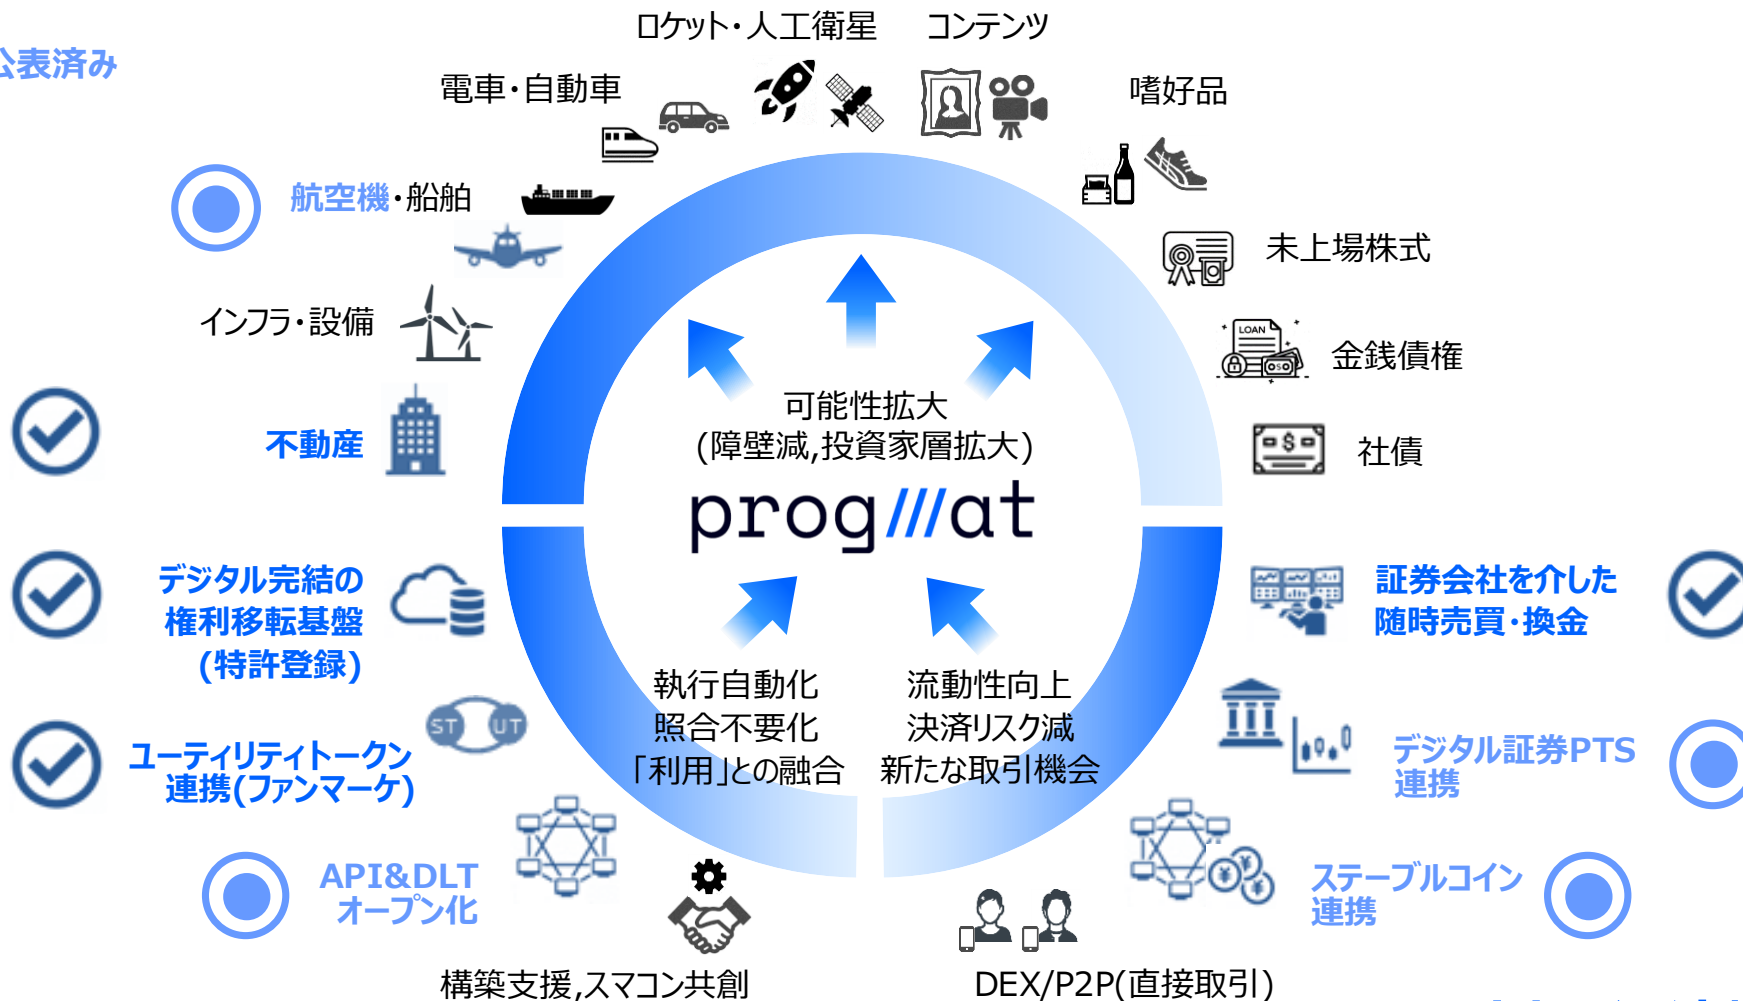 ロケット・人工衛星
コンテンツ
公表済み
電車・自動車
嗜好品
航空機・船舶
未上場株式
インフラ・設備
LOAN
金銭債権
可能性拡大
(障壁減,投資家層拡大)
不動産
社債
prog///at
デジタル完結の
権利移転基盤
(特許登録)
証券会社を介した
随時売買・換金
執行自動化
照合不要化
「利用」との融合
流動性向上
決済リスク減
新たな取引機会
ST UT
ユーティリティトークン
連携(ファンマーケ)
デジタル証券PTS
連携
API&DLT
オープン化
ステーブルコイン
連携
構築支援,スマコン共創
DEX/P2P(直接取引)